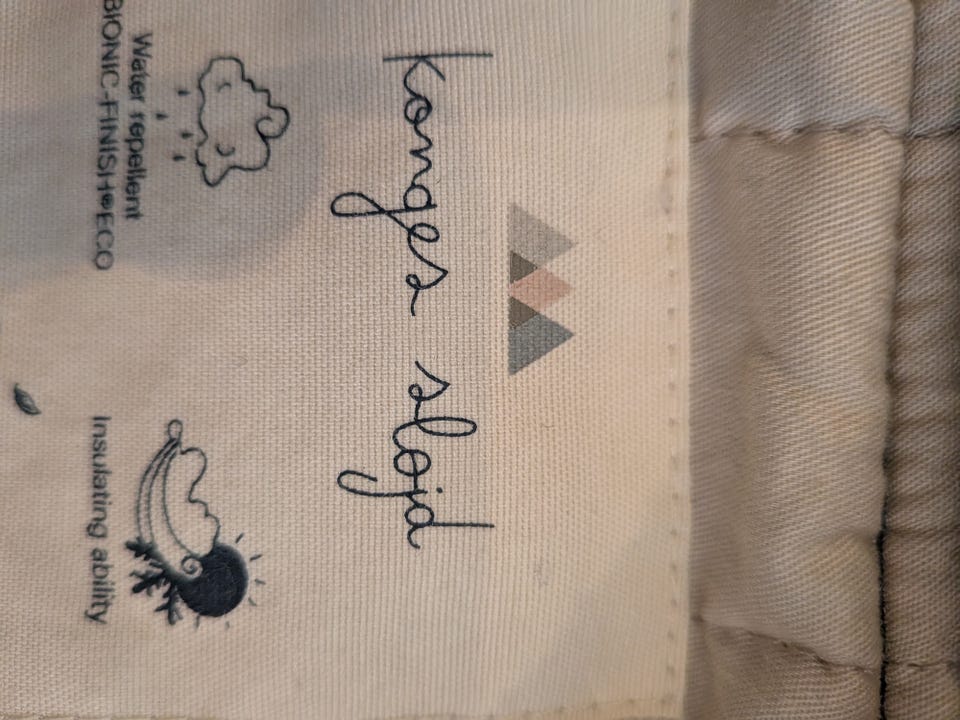 konges sløjd
Water repellent
BIONIC-FINISH®ECO
Insulating ability